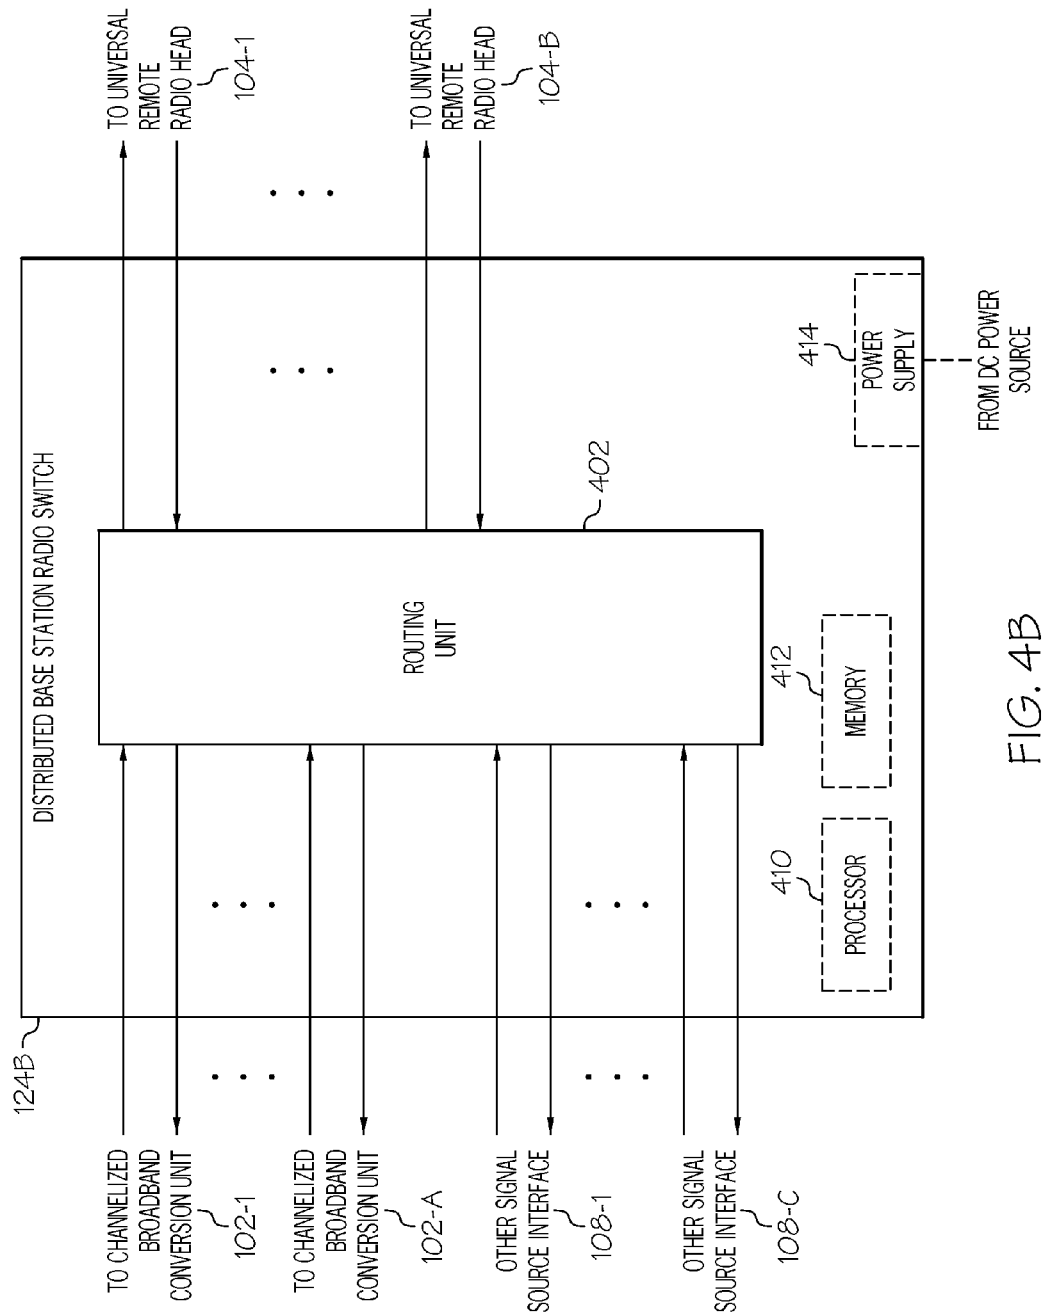 124B
DISTRIBUTED BASE STATION RADIO SWITCH
TO CHANNELIZED
BROADBAND
CONVERSION UNIT
102-1
TO CHANNELIZED
BROADBAND
CONVERSION UNIT
102-A
OTHER SIGNAL
SOURCE INTERFACE
108-1
OTHER SIGNAL
SOURCE INTERFACE
108-C
ROUTING
UNIT
402
TO UNIVERSAL
REMOTE
RADIO HEAD
104-1
TO UNIVERSAL
REMOTE
RADIO HEAD
104-B
410
PROCESSOR
412
MEMORY
414
POWER
SUPPLY
FROM DC POWER
SOURCE
FIG. 4B